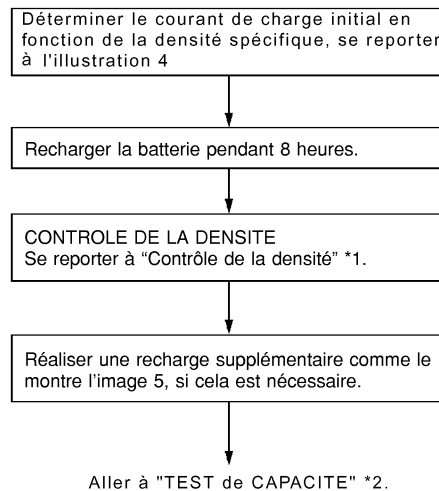 Déterminer le courant de charge initial en
fonction de la densité spécifique, se reporter
à l'illustration 4
Recharger la batterie pendant 8 heures.
CONTROLE DE LA DENSITE
Se reporter à “Contrôle de la densité” *1.
Réaliser une recharge supplémentaire comme le
montre l’image 5, si cela est nécessaire.
Aller à "TEST de CAPACITE" *2.